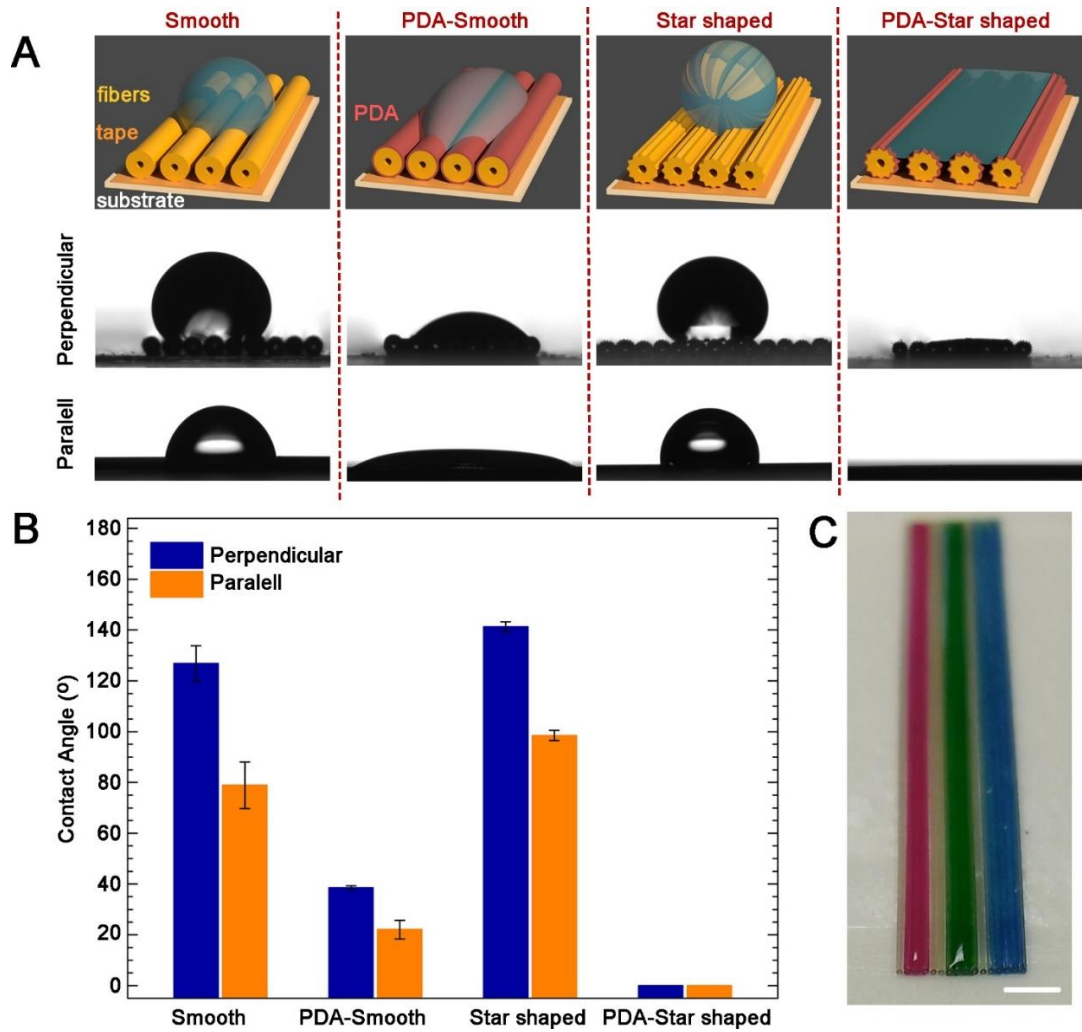 A
Smooth
PDA-Smooth
Star shaped
PDA-Star shaped
fibers
tape
substrate
PDA
Perpendicular
Paralell
B
180
160
140
120
100
80
60
40
20
0
Contact Angle (º)
Perpendicular
Paralell
Smooth
PDA-Smooth
Star shaped
PDA-Star shaped
C